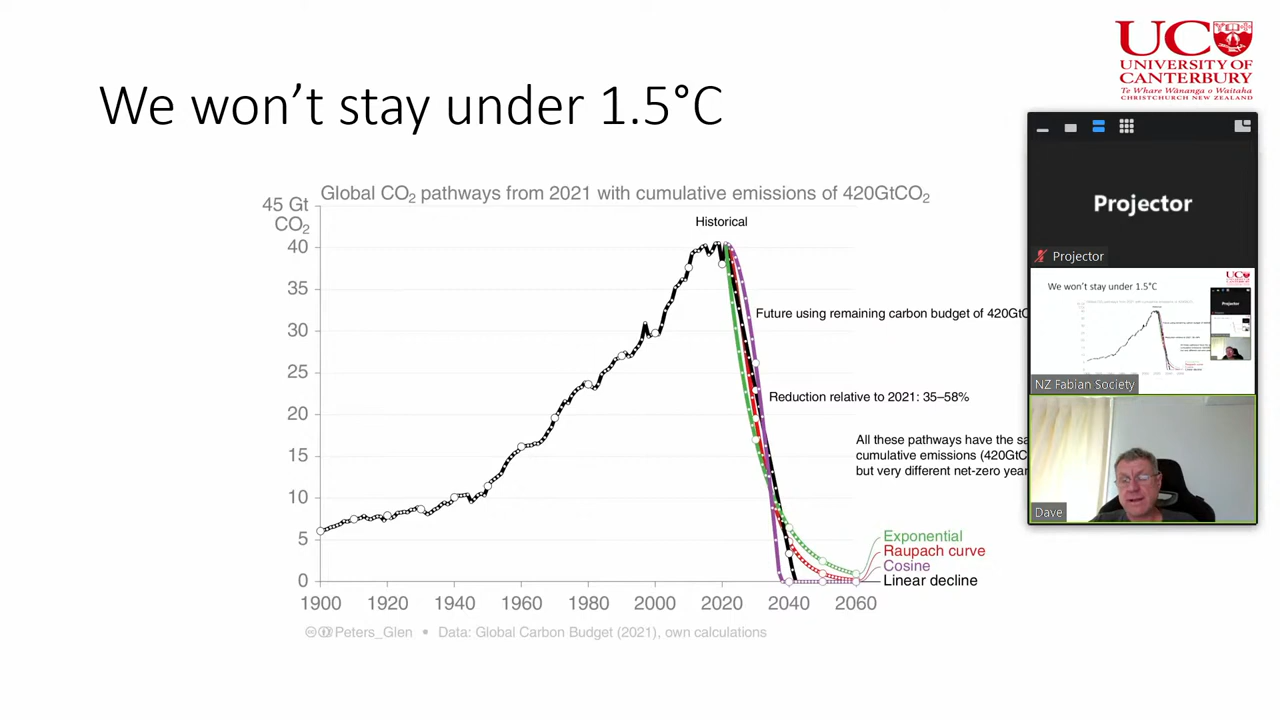 We won't stay under 1.5°C
UC
UNIVERSITY OF
CANTERBURY
Te Whare Wānanga o Waitaha
CHRISTCHURCH NEW ZEALAND
Global CO₂ pathways from 2021 with cumulative emissions of 420GtCO₂
45 Gt
CO₂
40
35
30
25
20
15
10
5
0
Historical
Future using remaining carbon budget of 420GtC
Reduction relative to 2021: 35–58%
All these pathways have the sa
cumulative emissions (420GtC
but very different net-zero year
Exponential
Raupach curve
Cosine
Linear decline
1900
1920
1940
1960
1980
2000
2020
2040
2060
Peters_Glen • Data: Global Carbon Budget (2021), own calculations
Projector
Projector
UC
We won't stay under 1.5°C
NZ Fabian Society
Dave